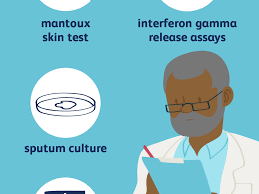 mantoux
skin test
interferon gamma
release assays
sputum culture